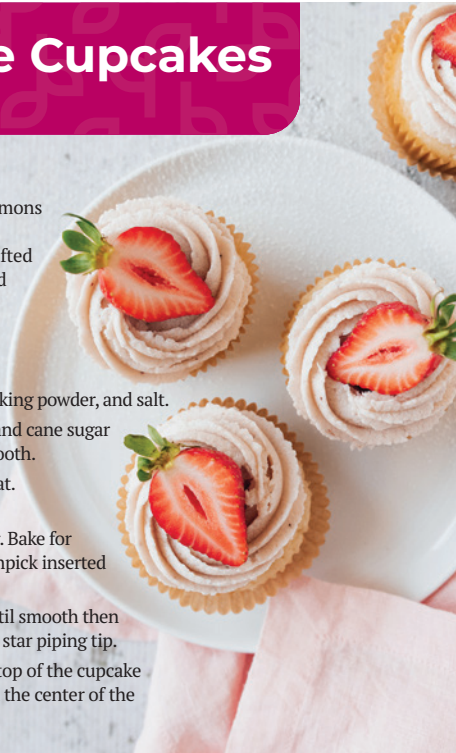 e Cupcakes
mons
fted
d
king powder, and salt.
and cane sugar
ooth.
at.
. Bake for
npick inserted
til smooth then
star piping tip.
top of the cupcake
the center of the